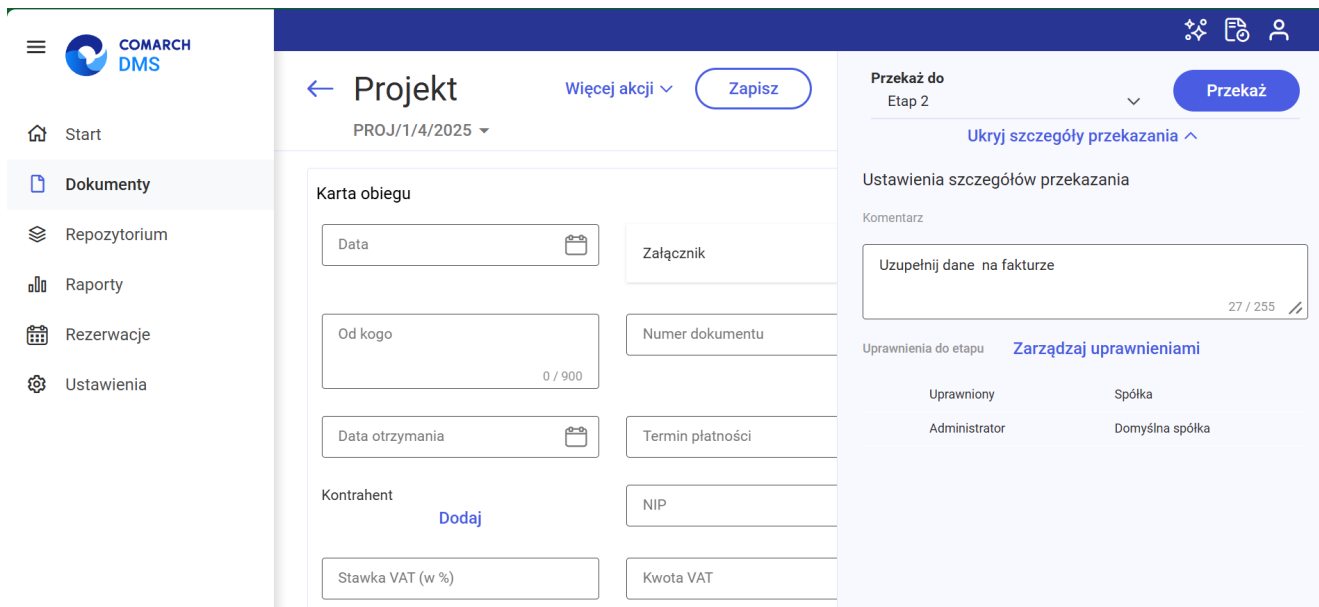 COMARCH
DMS
Start
Dokumenty
Repozytorium
Raporty
Rezerwacje
Ustawienia
Projekt
Więcej akcji
Zapisz
PROJ/1/4/2025
Karta obiegu
Data
Załącznik
Od kogo
0 / 900
Numer dokumentu
Data otrzymania
Termin płatności
Kontrahent
Dodaj
NIP
Stawka VAT (w %)
Kwota VAT
Przekaż do
Etap 2
Przekaż
Ukryj szczegóły przekazania
Ustawienia szczegółów przekazania
Komentarz
Uzupełnij dane  na fakturze
27 / 255
Uprawnienia do etapu
Zarządzaj uprawnieniami
Uprawniony Spółka
Administrator Domyślna spółka